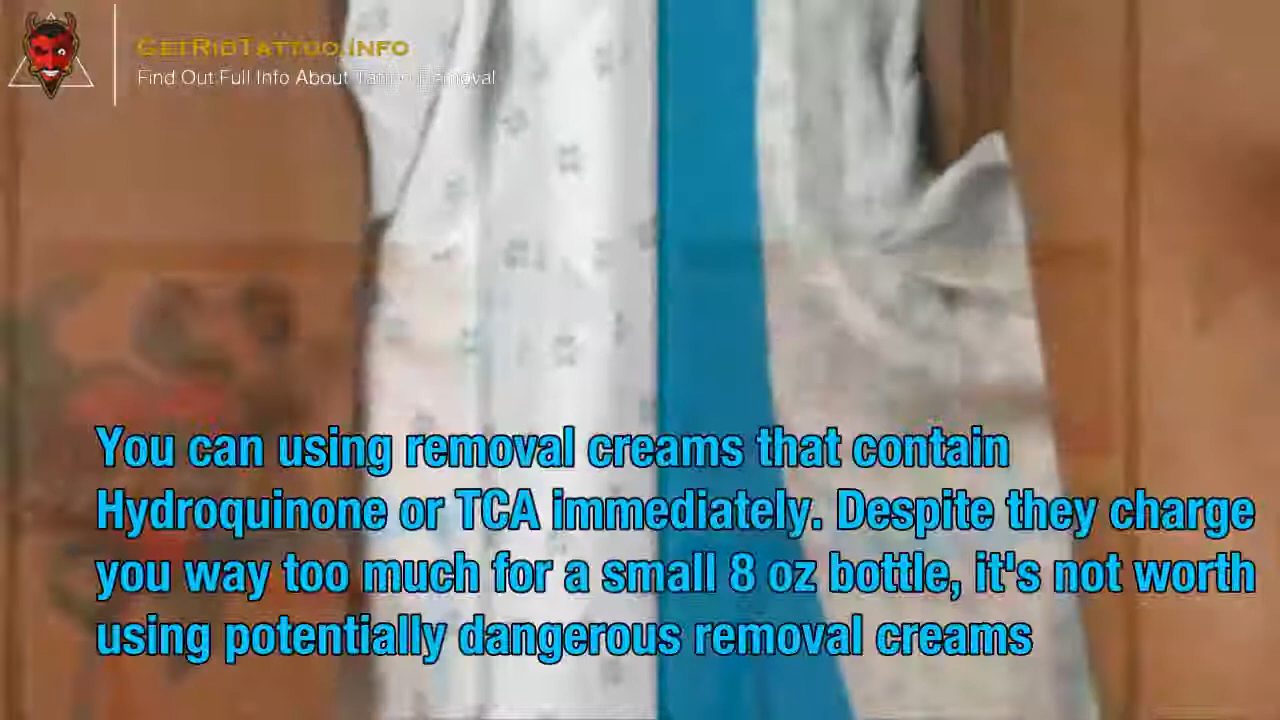 GetRidTattoo.Info
Find Out Full Info About Tattoo Removal
You can using removal creams that contain
Hydroquinone or TCA immediately. Despite they charge
you way too much for a small 8 oz bottle, it's not worth
using potentially dangerous removal creams